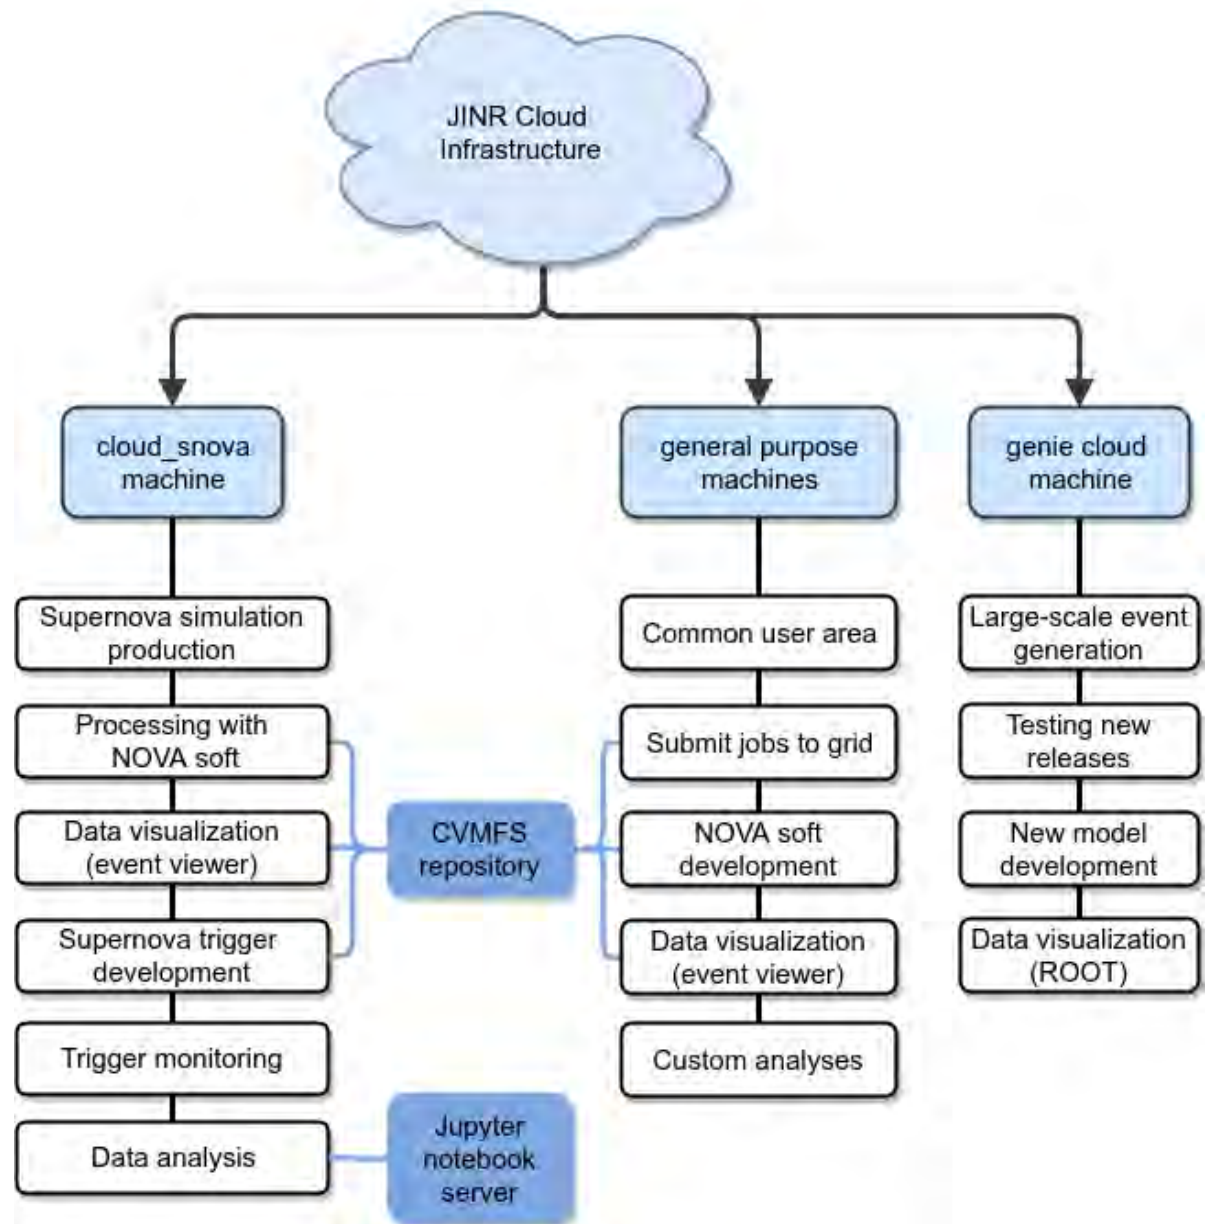 JINR Cloud
Infrastructure
cloud_snova
machine
general purpose
machines
genie cloud
machine
Supernova simulation
production
Processing with
NOVA soft
Data visualization
(event viewer)
Supernova trigger
development
Trigger monitoring
Data analysis
CVMFS
repository
Jupyter
notebook
server
Common user area
Submit jobs to grid
NOVA soft
development
Data visualization
(event viewer)
Custom analyses
Large-scale event
generation
Testing new
releases
New model
development
Data visualization
(ROOT)